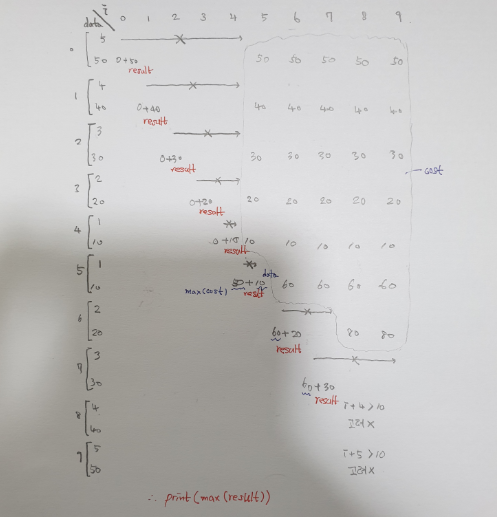 i 0 1 2 3 4 5 6 7 8 9
data
0 5
50 0+50 50 50 50 50 50
result
1 4
40 0+40 40 40 40 40 40
result
2 3
30 0+30 30 30 30 30 30
result
cost
3 2
20 0+20 20 20 20 20 20
result
4 1
10 0+10 10 10 10 10 10
result
5 1 data
10 max(cost) 50+10 60 60 60 60
result
6 2
20 60+20 80 80
result
7 3
30 60+30
result
8 4 i+4>10
40 고려 X
9 5 i+5>10
50 고려 X
∴ print(max(result))